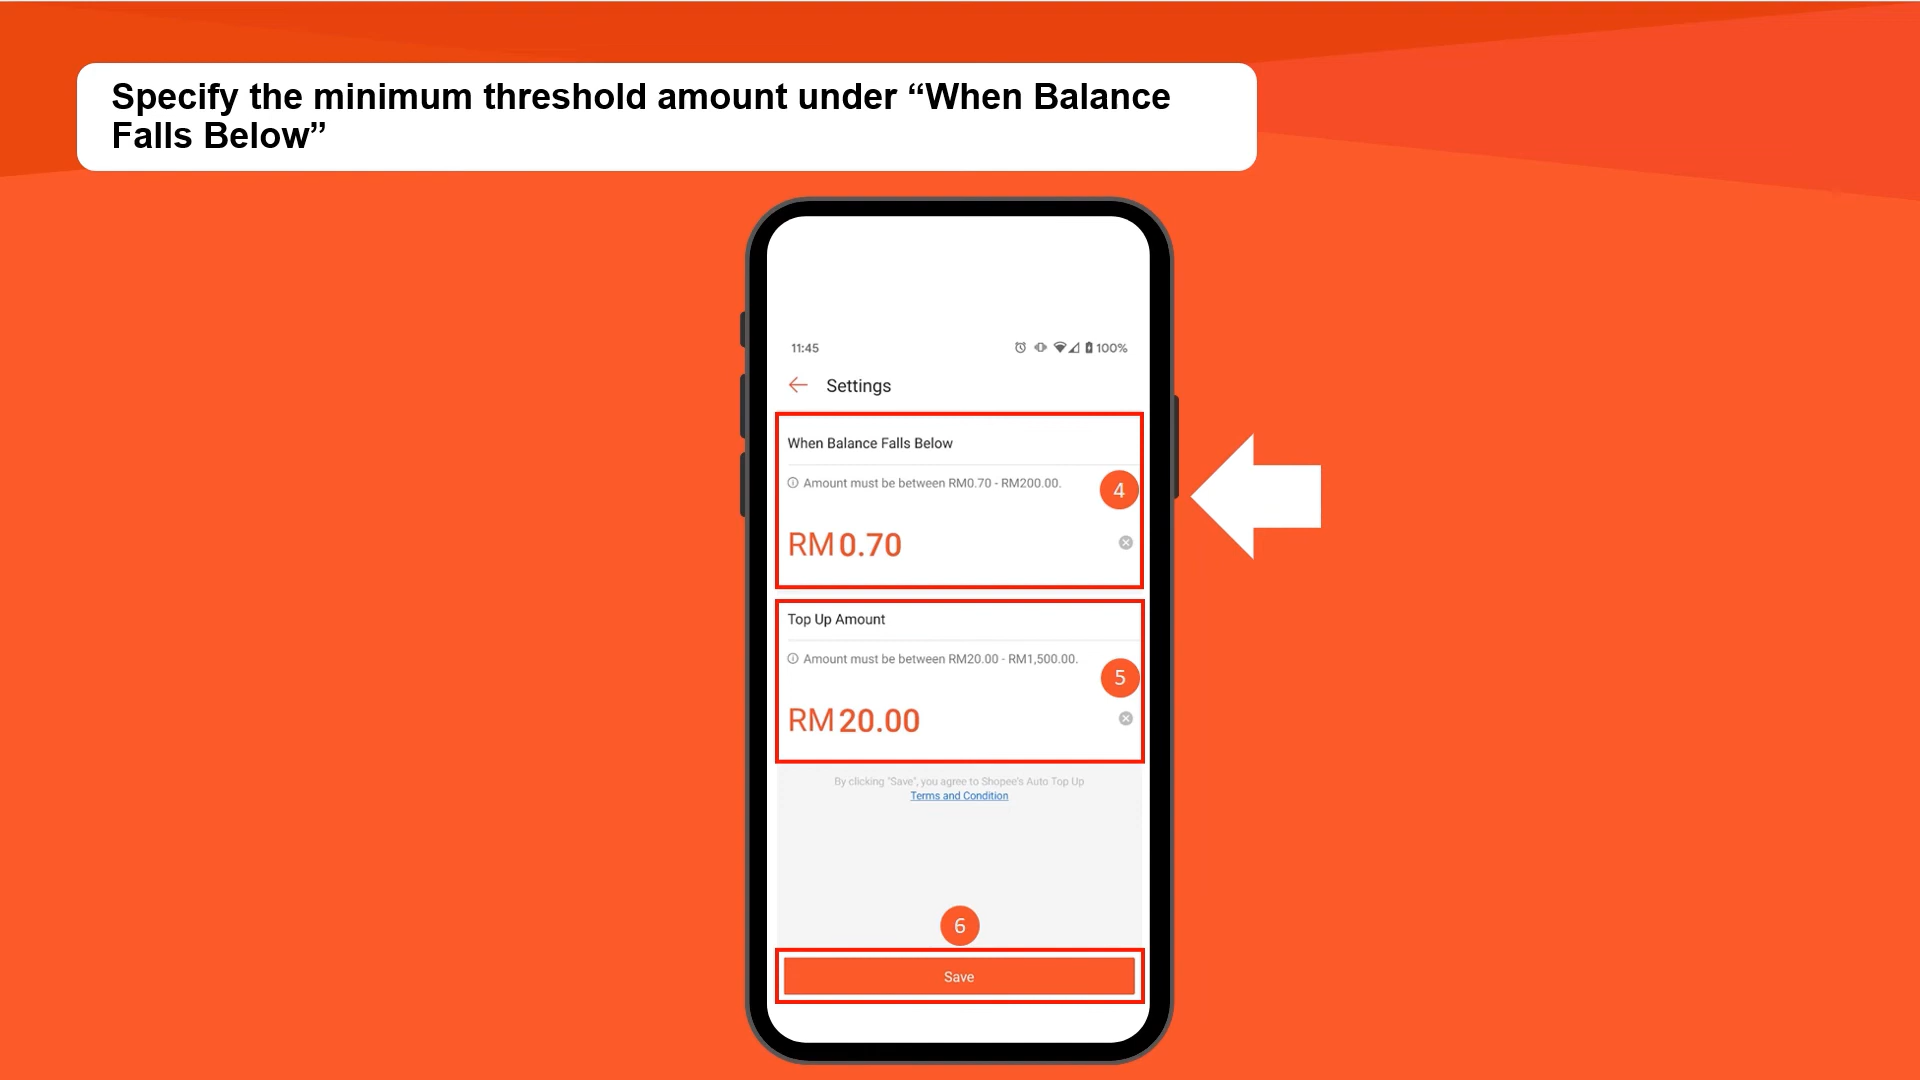 Specify the minimum threshold amount under “When Balance
Falls Below”
11:45
100%
Settings
When Balance Falls Below
Amount must be between RM0.70 - RM200.00.
4
RM 0.70
Top Up Amount
Amount must be between RM20.00 - RM1,500.00.
5
RM 20.00
By clicking "Save", you agree to Shopee's Auto Top Up
Terms and Condition
6
Save